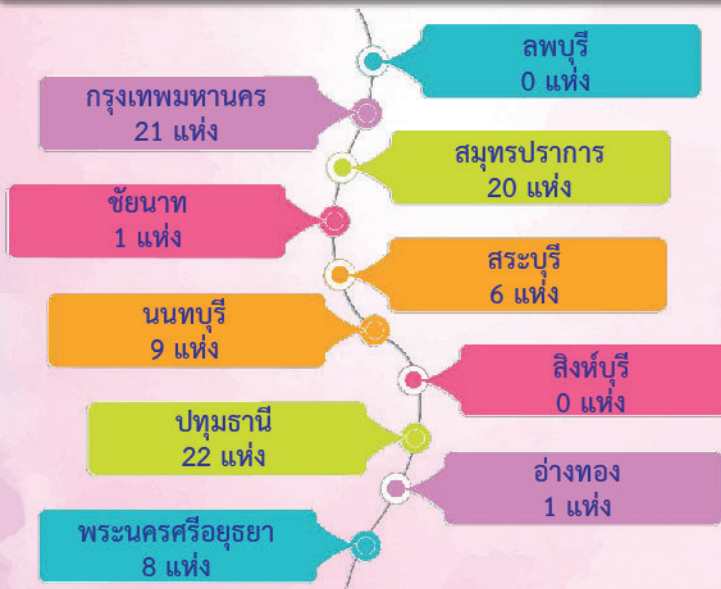 ลพบุรี
0 แห่ง
กรุงเทพมหานคร
21 แห่ง
สมุทรปราการ
20 แห่ง
ชัยนาท
1 แห่ง
สระบุรี
6 แห่ง
นนทบุรี
9 แห่ง
สิงห์บุรี
0 แห่ง
ปทุมธานี
22 แห่ง
อ่างทอง
1 แห่ง
พระนครศรีอยุธยา
8 แห่ง